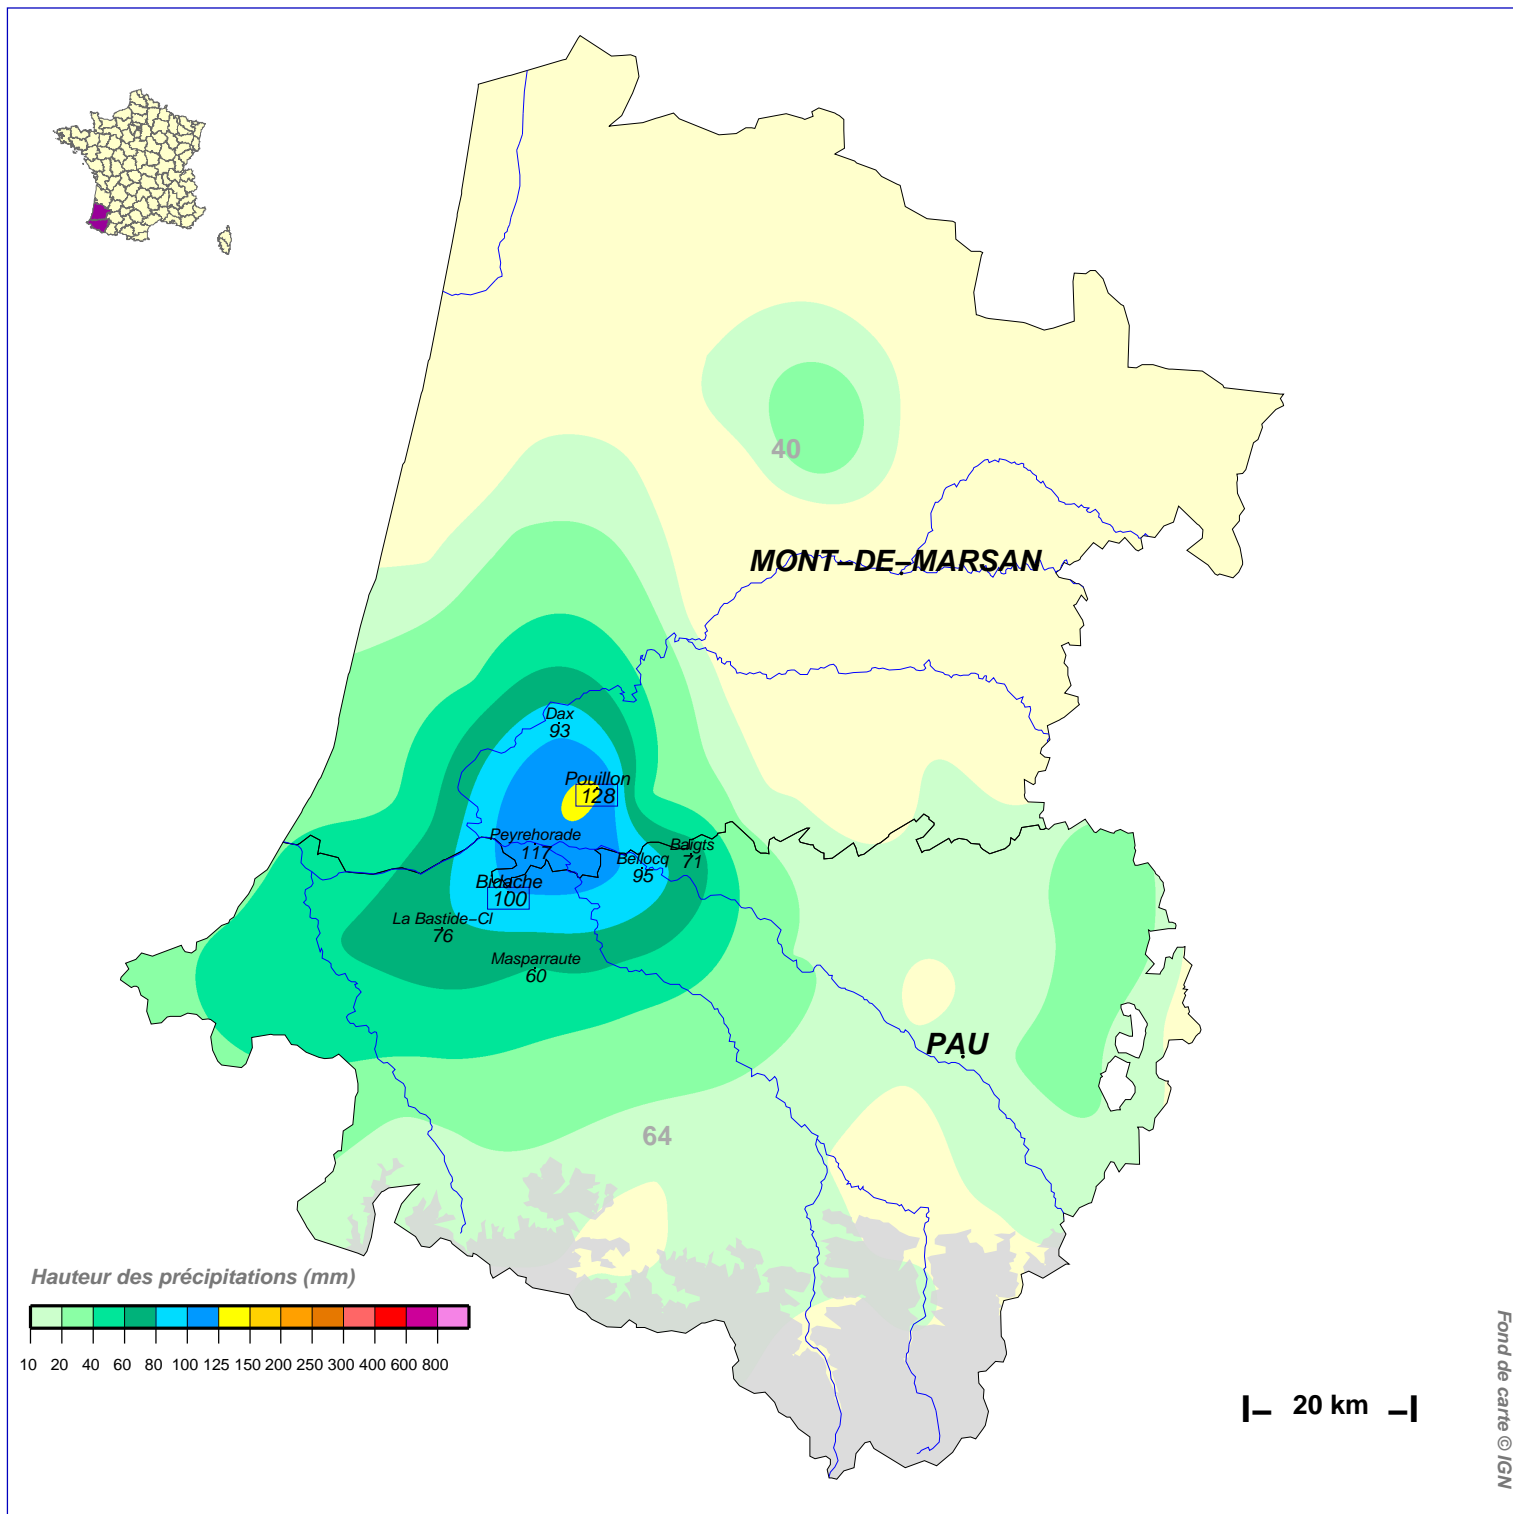 40
MONT–DE–MARSAN
Dax
93
Pouillon
128
Peyrehorade
117
Baligts
71
Bellocq
95
Bidache
100
La Bastide–Cl
76
Masparraute
60
PAU
64
Hauteur des précipitations (mm)
10 20 40 60 80 100 125 150 200 250 300 400 600 800
20 km
Fond de carte © IGN